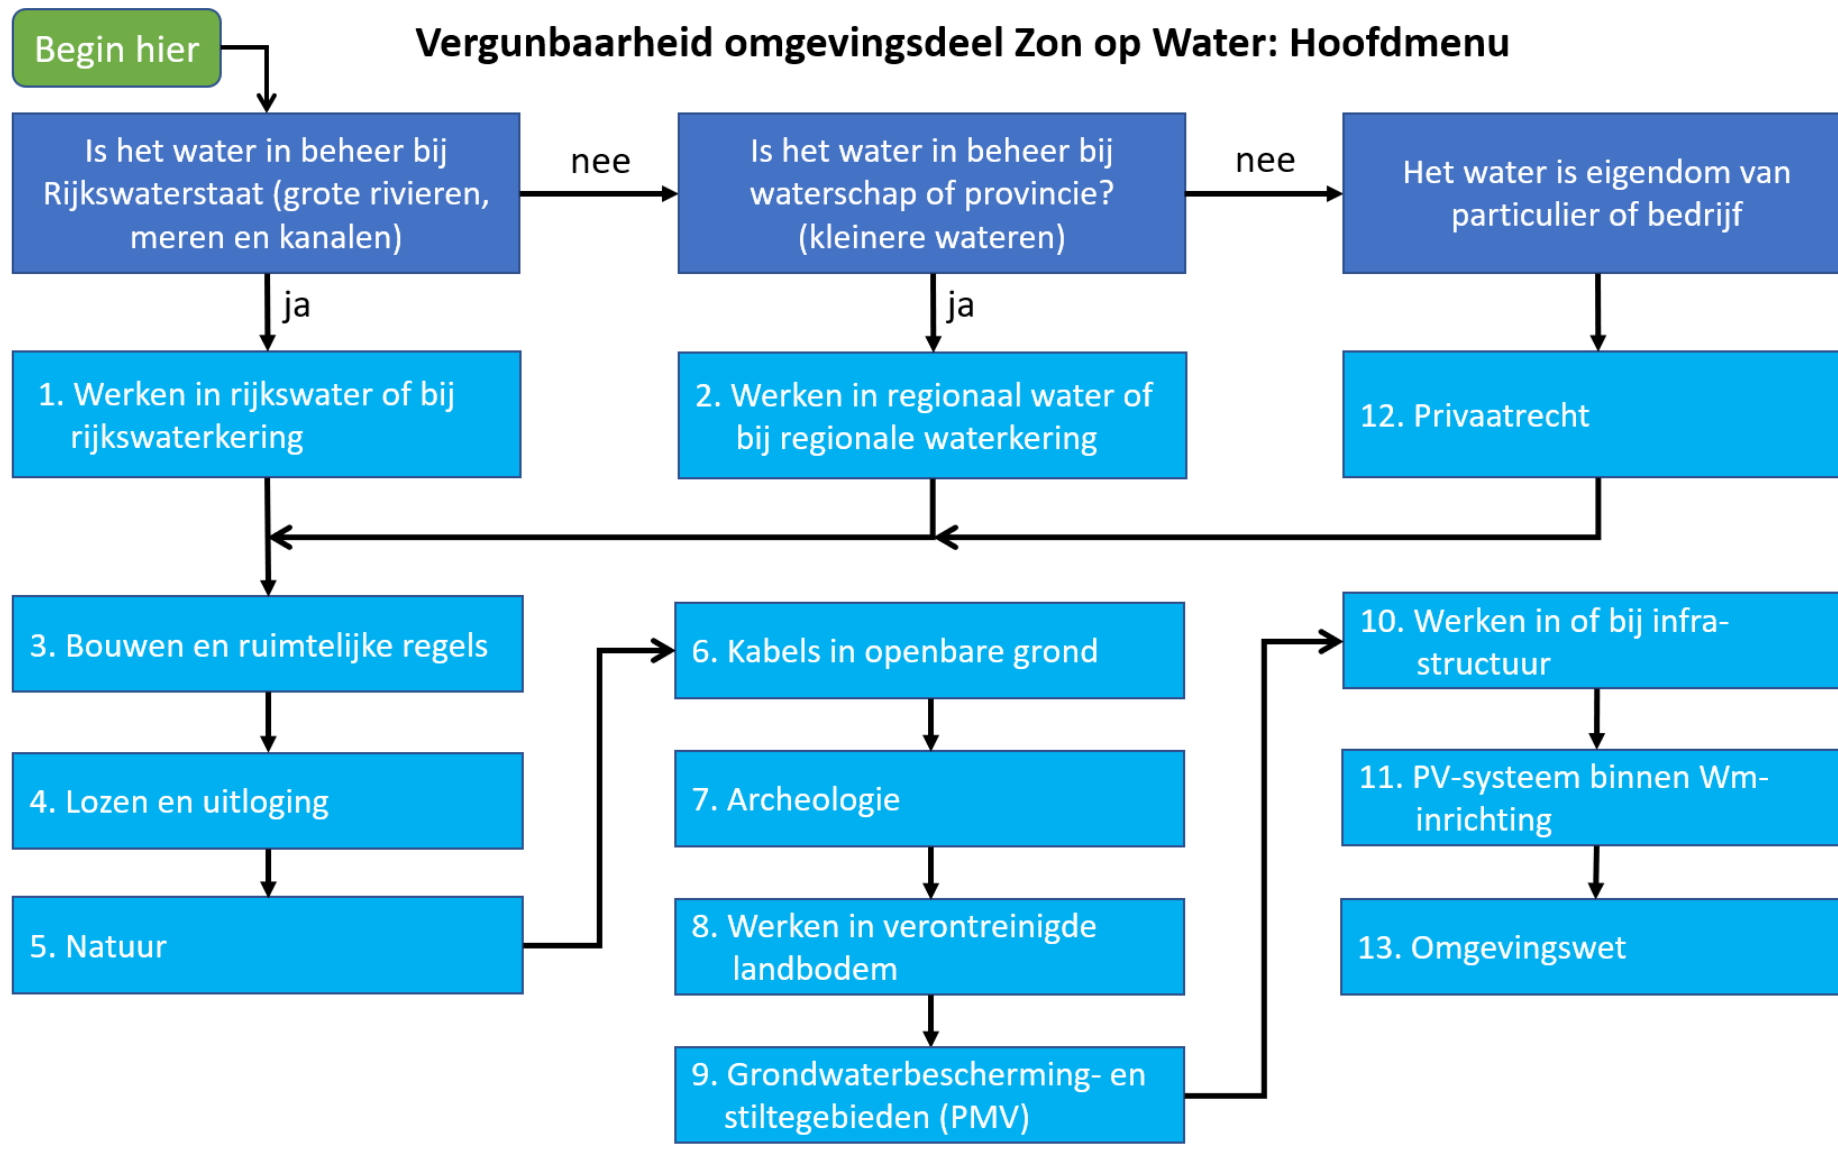 Begin hier
Vergunbaarheid omgevingsdeel Zon op Water: Hoofdmenu
Is het water in beheer bij
Rijkswaterstaat (grote rivieren,
meren en kanalen)
nee
Is het water in beheer bij
waterschap of provincie?
(kleinere wateren)
nee
Het water is eigendom van
particulier of bedrijf
ja
ja
1. Werken in rijkswater of bij
rijkswaterkering
2. Werken in regionaal water of
bij regionale waterkering
12. Privaatrecht
3. Bouwen en ruimtelijke regels
4. Lozen en uitloging
5. Natuur
6. Kabels in openbare grond
7. Archeologie
8. Werken in verontreinigde
landbodem
9. Grondwaterbescherming- en
stiltegebieden (PMV)
10. Werken in of bij infra-
structuur
11. PV-systeem binnen Wm-
inrichting
13. Omgevingswet